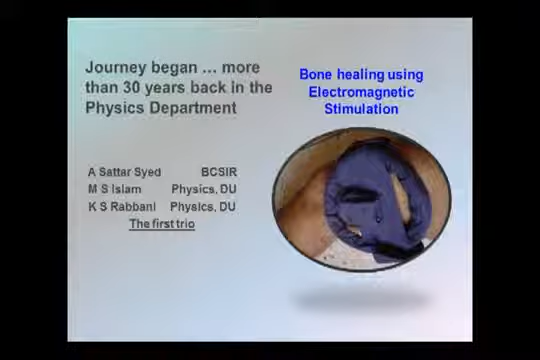 Journey began … more
than 30 years back in the
Physics Department
Bone healing using
Electromagnetic
Stimulation
A Sattar Syed BCSIR
M S Islam Physics, DU
K S Rabbani Physics, DU
The first trio